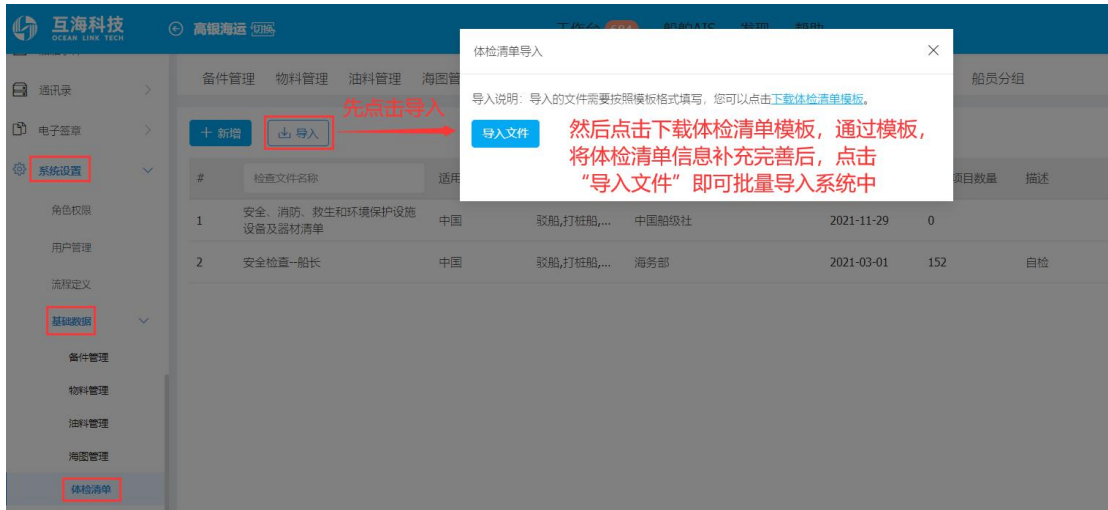 互海科技
OCEAN LINK TECH
高银海运 切换
工作台 684 船舶AIS 发现 帮助
通讯录
电子签章
系统设置
角色权限
用户管理
流程定义
基础数据
备件管理
物料管理
油料管理
海图管理
体检清单
备件管理 物料管理 油料管理 海图管 船员分组
先点击导入
新增 导入
体检清单导入
导入说明：导入的文件需要按照模板格式填写，您可以点击下载体检清单模板。
导入文件
然后点击下载体检清单模板，通过模板，
将体检清单信息补充完善后，点击
“导入文件”即可批量导入系统中
# 检查文件名称 适用 项目数量 描述
1 安全、消防、救生和环境保护设施 中国 驳船,打桩船,... 中国船级社 2021-11-29 0
设备及器材清单
2 安全检查--船长 中国 驳船,打桩船,... 海务部 2021-03-01 152 自检